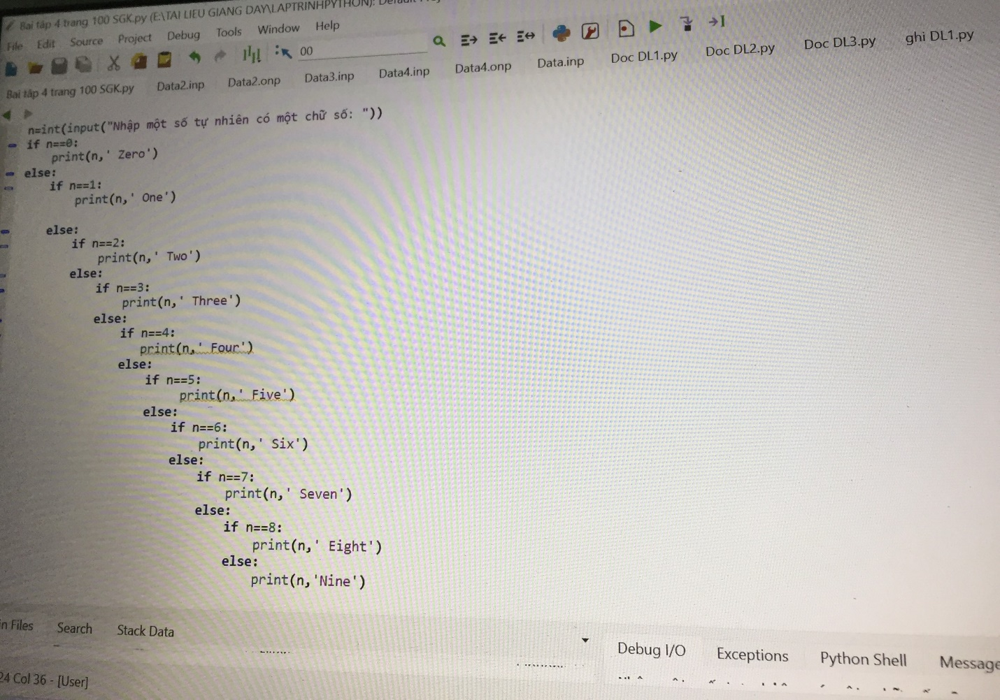 Bai tập 4 trang 100 SGK.py (E:\TAI LIEU GIANG DAY\LAPTRINHPYTHON):
File Edit Source Project Debug Tools Window Help
00
Bai tập 4 trang 100 SGK.py Data2.inp Data2.onp Data3.inp Data4.inp Data4.onp Data.inp Doc DL1.py Doc DL2.py Doc DL3.py ghi DL1.py
n=int(input("Nhập một số tự nhiên có một chữ số: "))
if n==0:
    print(n,' Zero')
else:
    if n==1:
        print(n,' One')
    else:
        if n==2:
            print(n,' Two')
        else:
            if n==3:
                print(n,' Three')
            else:
                if n==4:
                   print(n,' Four')
                else:
                    if n==5:
                         print(n,' Five')
                    else:
                        if n==6:
                            print(n,' Six')
                        else:
                            if n==7:
                                print(n,' Seven')
                            else:
                                if n==8:
                                    print(n,' Eight')
                                else:
                                    print(n,'Nine')
in Files Search Stack Data
Debug I/O Exceptions Python Shell Message
24 Col 36 - [User]